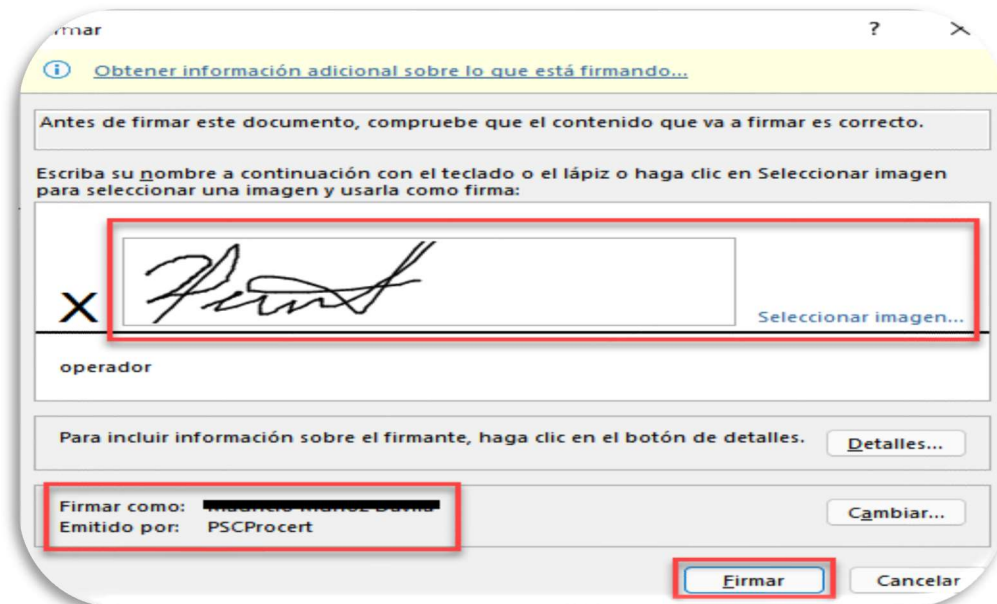 irmar ? X
Obtener información adicional sobre lo que está firmando...
Antes de firmar este documento, compruebe que el contenido que va a firmar es correcto.
Escriba su nombre a continuación con el teclado o el lápiz o haga clic en Seleccionar imagen
para seleccionar una imagen y usarla como firma:
X
Seleccionar imagen...
operador
Para incluir información sobre el firmante, haga clic en el botón de detalles. Detalles...
Firmar como:
Emitido por: PSCProcert
Cambiar...
Firmar Cancelar